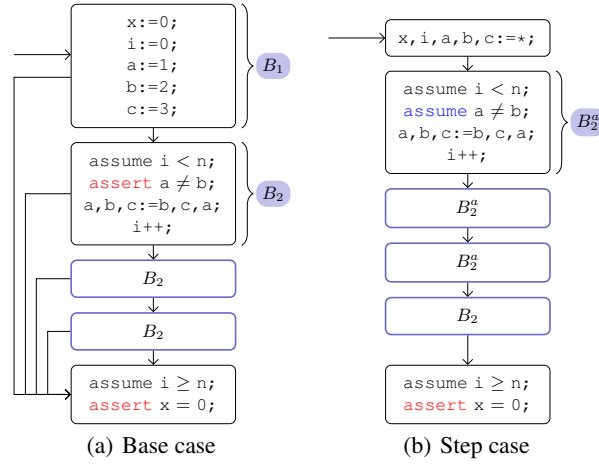 x:=0;
i:=0;
a:=1;
b:=2;
c:=3;
B₁
assume i < n;
assert a ≠ b;
a,b,c:=b,c,a;
i++;
B₂
B₂
B₂
assume i ≥ n;
assert x = 0;
(a) Base case
x,i,a,b,c:=*;
assume i < n;
assume a ≠ b;
a,b,c:=b,c,a;
i++;
B₂ᵃ
B₂ᵃ
B₂ᵃ
B₂
assume i ≥ n;
assert x = 0;
(b) Step case